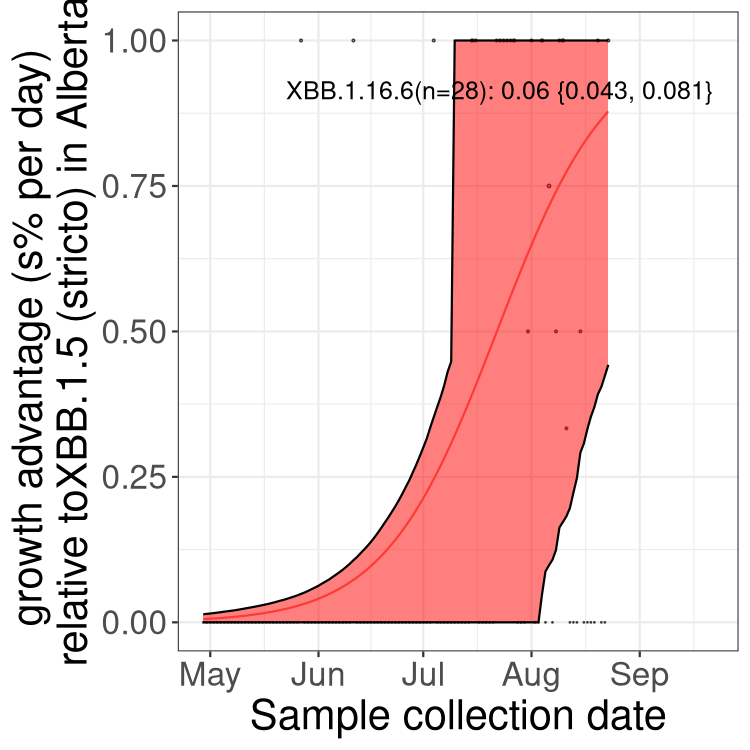 growth advantage (s% per day)
relative toXBB.1.5 (stricto) in Alberta
1.00
0.75
0.50
0.25
0.00
XBB.1.16.6(n=28): 0.06 {0.043, 0.081}
May Jun Jul Aug Sep
Sample collection date